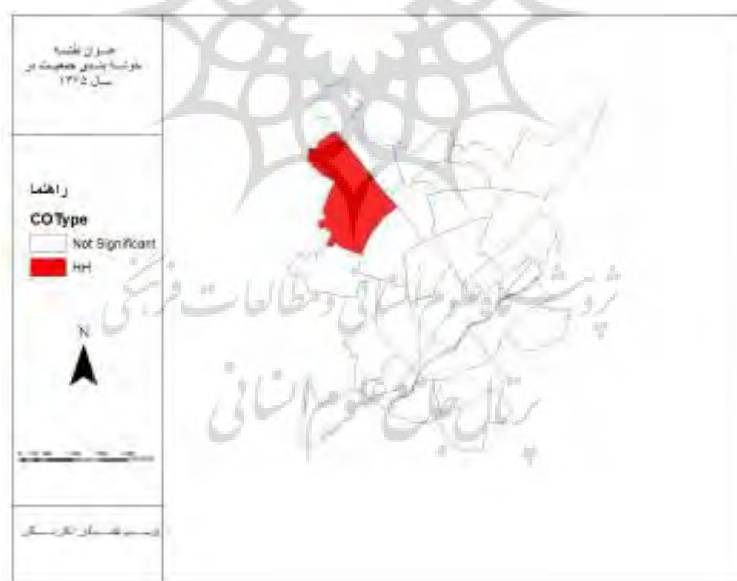 عنوان نقشه
خوشه بندی جمعیت در
سال ۱۳۷۵
راهنما
COType
Not Significant
HH
N
پژوهشگاه علوم انسانی و مطالعات فرهنگی
پرتال جامع علوم انسانی